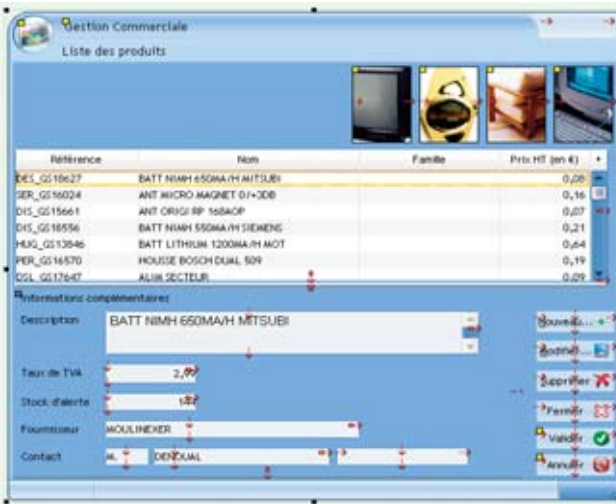 Gestion Commerciale
Liste des produits
Référence Nom Famille Prix HT (en €)
DES_GS18627 BATT NIMH 650MA/H MITSUBI 0,08
SER_GS16024 ANT MICRO MAGNET 0/+3DB 0,16
DIS_GS15661 ANT ORIGI RP 168AOP 0,07
DIS_GS18556 BATT NIMH 550MA/H SIEMENS 0,21
HUG_GS13846 BATT LITHIUM 1200MA/H MOT 0,64
PER_GS16570 HOUSSE BOSCH DUAL 509 0,19
DSL_GS17647 ALIM SECTEUR 0,09
Informations complémentaires
Description BATT NIMH 650MA/H MITSUBI
Nouveau...
Modifier...
Taux de TVA
Supprimer
Stock d'alerte
Fermer
Fournisseur MOULINEXER
Valider
Contact M. DENDUAL
Annuler